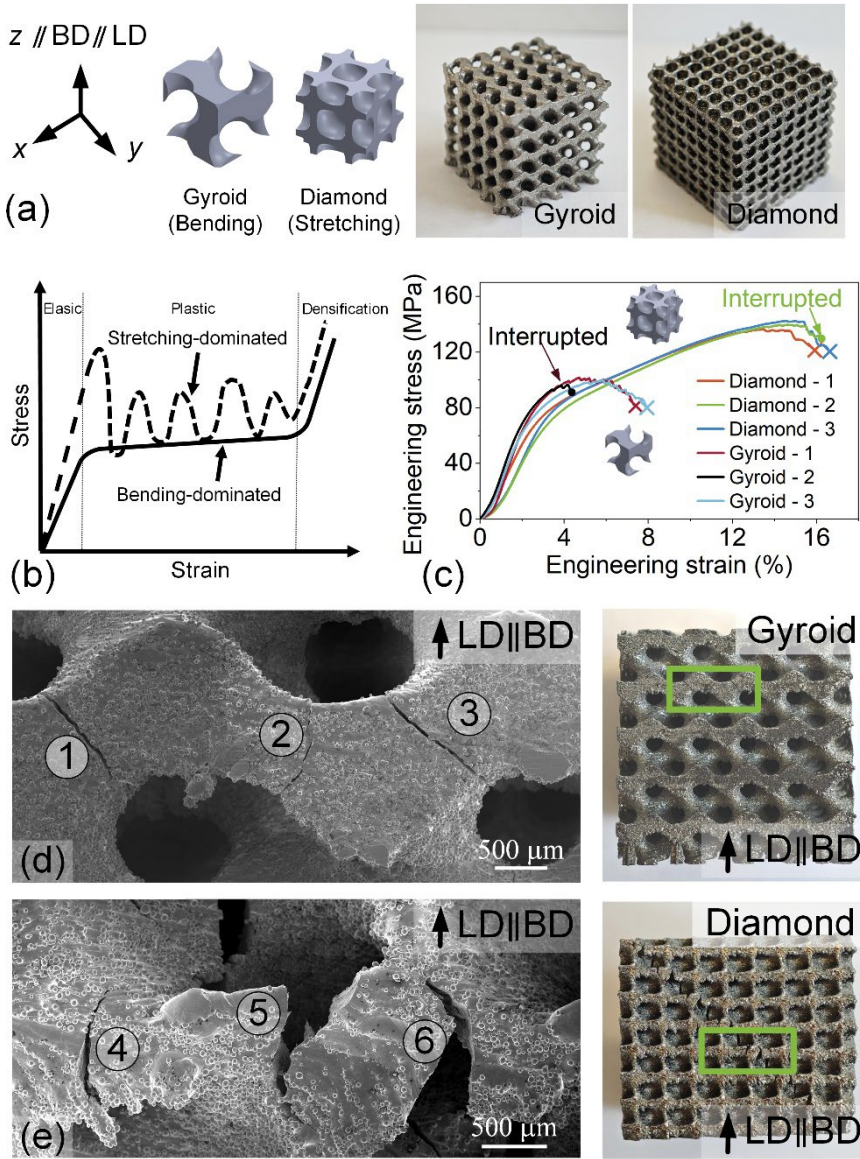 z //BD//LD
x
y
Gyroid
(Bending)
Diamond
(Stretching)
Gyroid
Diamond
(a)
Elasic
Plastic
Densification
Stretching-dominated
Bending-dominated
Stress
Strain
(b)
Engineering stress (MPa)
160
120
80
40
0
Interrupted
Interrupted
Diamond - 1
Diamond - 2
Diamond - 3
Gyroid - 1
Gyroid - 2
Gyroid - 3
0
4
8
12
16
Engineering strain (%)
(c)
LD||BD
1
2
3
500 μm
(d)
Gyroid
LD||BD
LD||BD
4
5
6
500 μm
(e)
Diamond
LD||BD